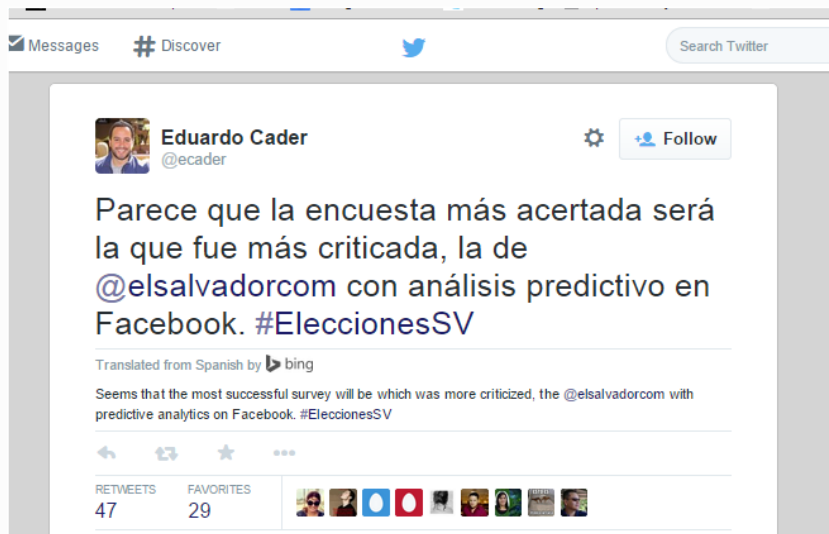 Messages # Discover Search Twitter
Eduardo Cader
@ecader
Follow
Parece que la encuesta más acertada será
la que fue más criticada, la de
@elsalvadorcom con análisis predictivo en
Facebook. #EleccionesSV
Translated from Spanish by bing
Seems that the most successful survey will be which was more criticized, the @elsalvadorcom with
predictive analytics on Facebook. #EleccionesSV
RETWEETS FAVORITES
47 29